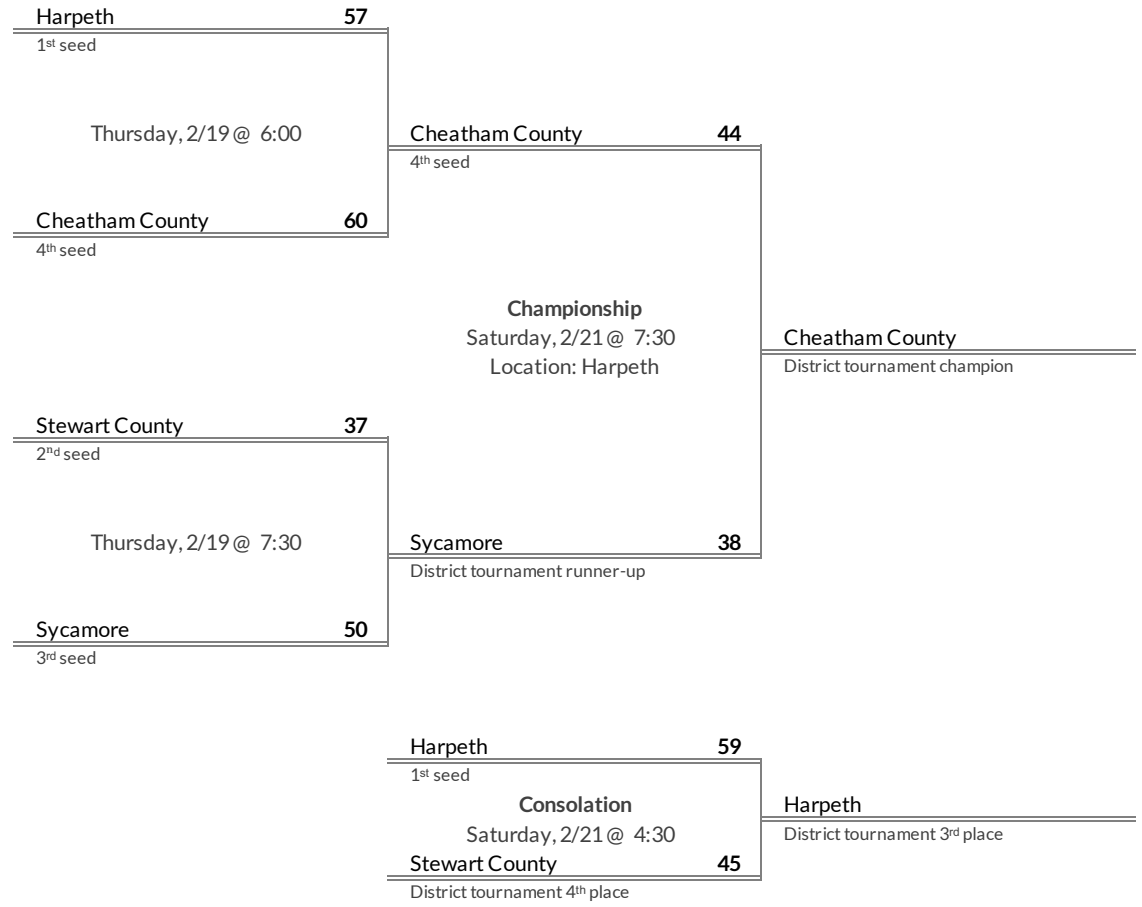 Harpeth 57
1st seed
Thursday, 2/19 @ 6:00
Cheatham County 60
4th seed
Cheatham County 44
4th seed
Championship
Saturday, 2/21 @ 7:30
Location: Harpeth
Cheatham County
District tournament champion
Stewart County 37
2nd seed
Thursday, 2/19 @ 7:30
Sycamore 50
3rd seed
Sycamore 38
District tournament runner-up
Harpeth 59
1st seed
Consolation
Saturday, 2/21 @ 4:30
Stewart County 45
District tournament 4th place
Harpeth
District tournament 3rd place